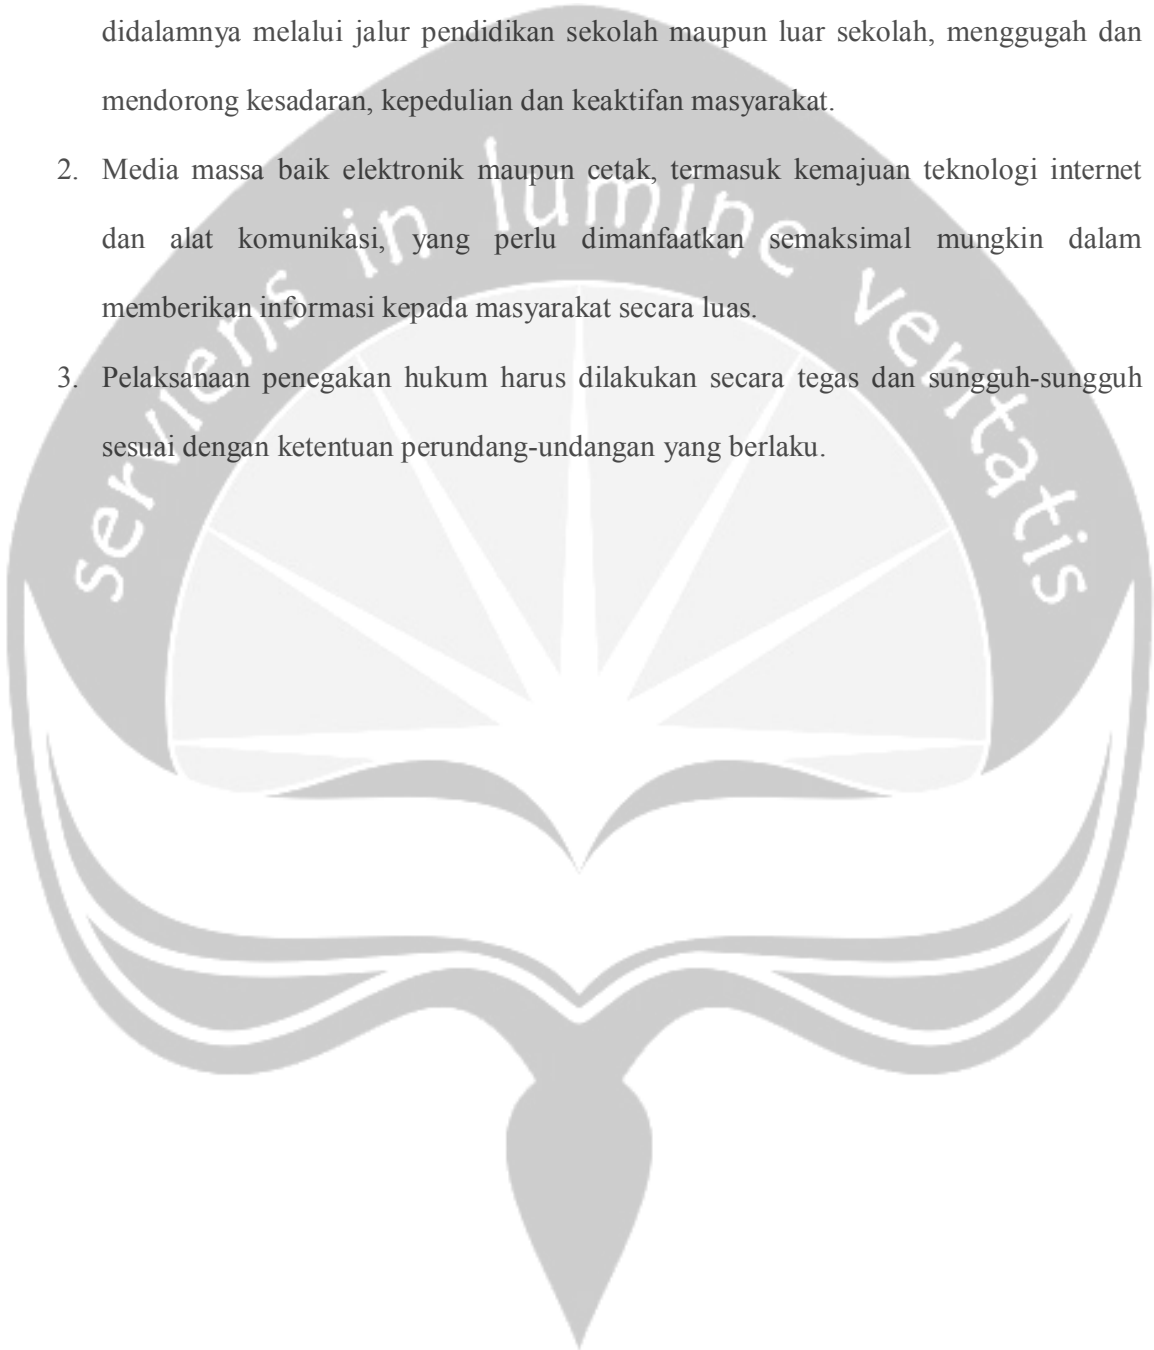 didalamnya melalui jalur pendidikan sekolah maupun luar sekolah, menggugah dan
mendorong kesadaran, kepedulian dan keaktifan masyarakat.
2. Media massa baik elektronik maupun cetak, termasuk kemajuan teknologi internet
dan alat komunikasi, yang perlu dimanfaatkan semaksimal mungkin dalam
memberikan informasi kepada masyarakat secara luas.
3. Pelaksanaan penegakan hukum harus dilakukan secara tegas dan sungguh-sungguh
sesuai dengan ketentuan perundang-undangan yang berlaku.
serviens in lumine veritatis